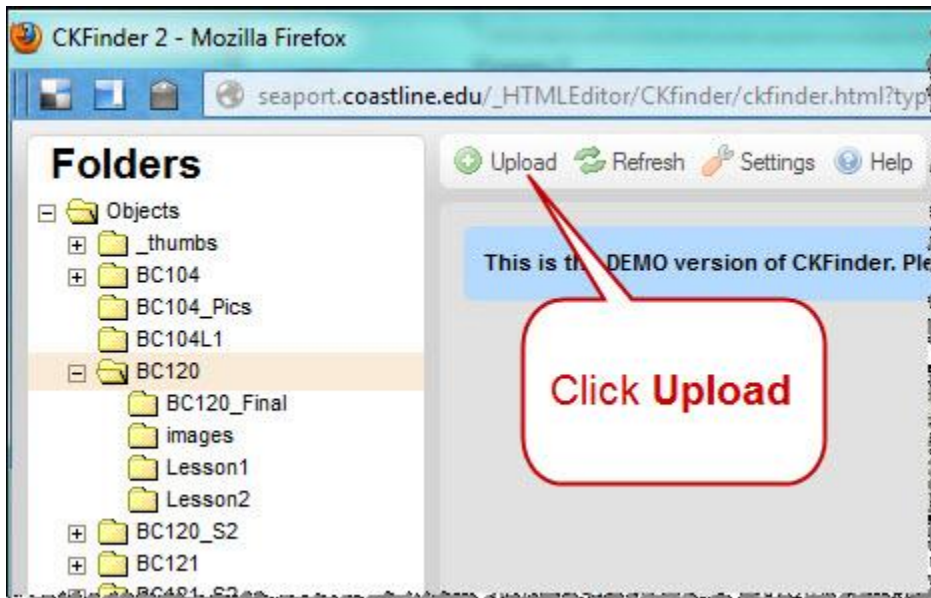 CKFinder 2 - Mozilla Firefox
seaport.coastline.edu/_HTMLEditor/CKfinder/ckfinder.html?typ
Folders
Upload Refresh Settings Help
Objects
_thumbs
This is the DEMO version of CKFinder. Ple
BC104
BC104_Pics
BC104L1
BC120
Click Upload
BC120_Final
images
Lesson1
Lesson2
BC120_S2
BC121